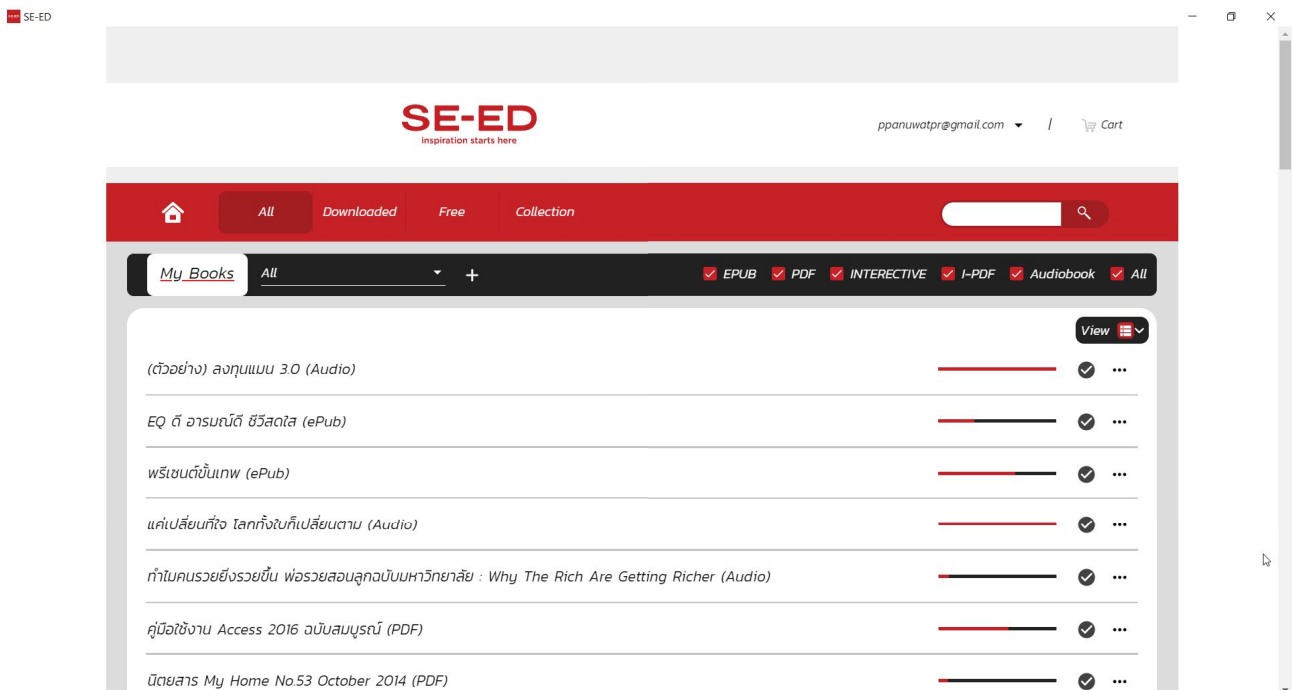 SE-ED
SE-ED
inspiration starts here
ppanuwatpr@gmail.com | Cart
All Downloaded Free Collection
My Books All + EPUB PDF INTERECTIVE I-PDF Audiobook All
View
(ตัวอย่าง) ลงทุนแมน 3.0 (Audio)
EQ ดี อารมณ์ดี ชีวีสดใส (ePub)
พรีเซนต์ขั้นเทพ (ePub)
แค่เปลี่ยนที่ใจ โลกทั้งใบก็เปลี่ยนตาม (Audio)
ทำไมคนรวยยิ่งรวยขึ้น พ่อรวยสอนลูกฉบับมหาวิทยาลัย : Why The Rich Are Getting Richer (Audio)
คู่มือใช้งาน Access 2016 ฉบับสมบูรณ์ (PDF)
นิตยสาร My Home No.53 October 2014 (PDF)